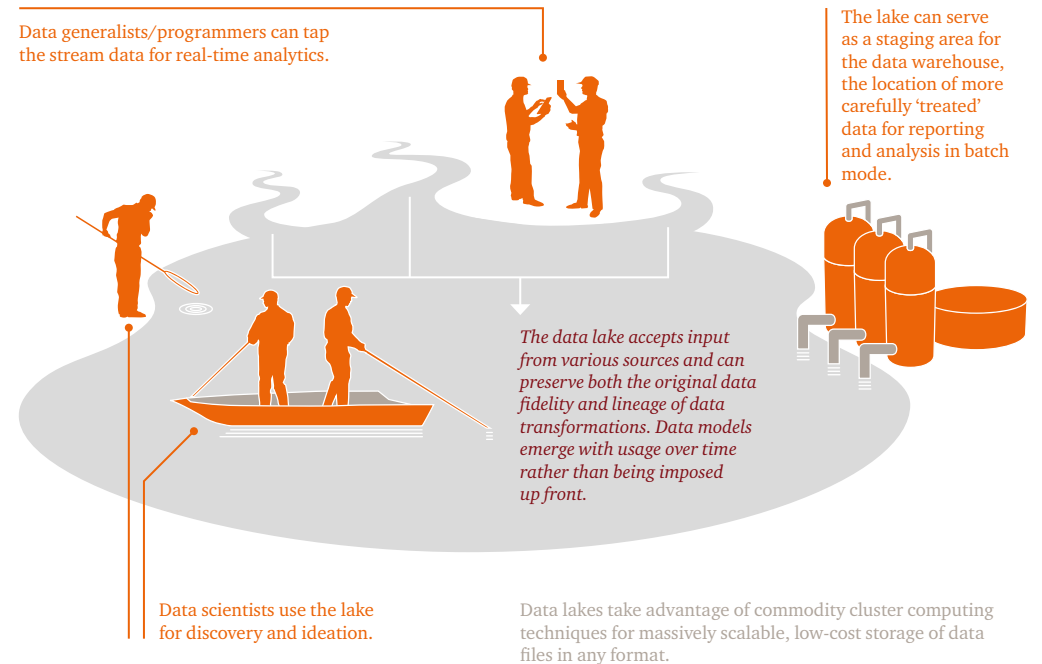 Data generalists/programmers can tap
the stream data for real-time analytics.
The lake can serve
as a staging area for
the data warehouse,
the location of more
carefully ‘treated’
data for reporting
and analysis in batch
mode.
The data lake accepts input
from various sources and can
preserve both the original data
fidelity and lineage of data
transformations. Data models
emerge with usage over time
rather than being imposed
up front.
Data scientists use the lake
for discovery and ideation.
Data lakes take advantage of commodity cluster computing
techniques for massively scalable, low-cost storage of data
files in any format.